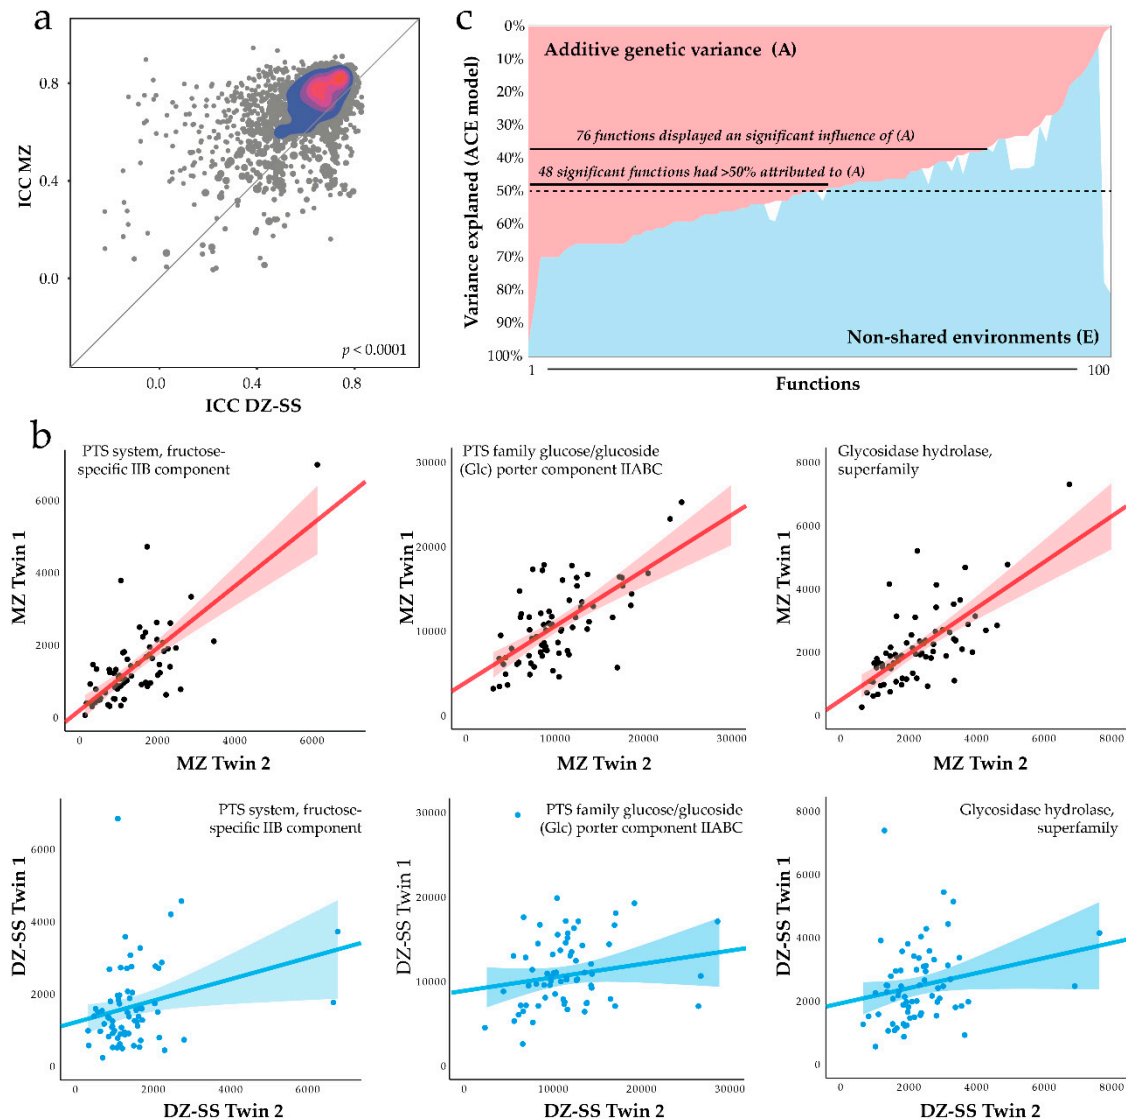 a
ICC MZ
0.8
0.4
0.0
p < 0.0001
0.0
0.4
0.8
ICC DZ-SS
c
Variance explaned (ACE model)
0%
10%
20%
30%
40%
50%
60%
70%
80%
90%
100%
Additive genetic variance (A)
76 functions displayed an significant influence of (A)
48 significant functions had >50% attributed to (A)
Non-shared environments (E)
1
100
Functions
b
PTS system, fructose-
specific IIB component
MZ Twin 1
6000
4000
2000
0
0
2000
4000
6000
MZ Twin 2
PTS family glucose/glucoside
(Glc) porter component IIABC
MZ Twin 1
30000
20000
10000
0
0
10000
20000
30000
MZ Twin 2
Glycosidase hydrolase,
superfamily
MZ Twin 1
8000
6000
4000
2000
0
0
2000
4000
6000
8000
MZ Twin 2
PTS system, fructose-
specific IIB component
DZ-SS Twin 1
6000
4000
2000
0
0
2000
4000
6000
DZ-SS Twin 2
PTS family glucose/glucoside
(Glc) porter component IIABC
DZ-SS Twin 1
30000
20000
10000
0
0
10000
20000
30000
DZ-SS Twin 2
Glycosidase hydrolase,
superfamily
DZ-SS Twin 1
8000
6000
4000
2000
0
0
2000
4000
6000
8000
DZ-SS Twin 2